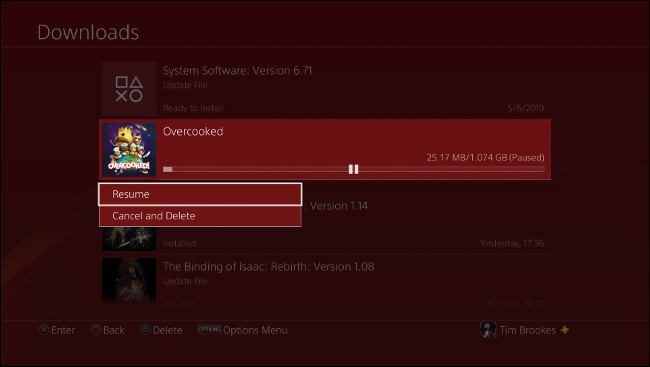 Downloads
System Software: Version 6.71
Update File
Ready to install
5/6/2019
OVERCOOKED!
Overcooked
25.17 MB/1.074 GB (Paused)
Resume
Cancel and Delete
: Version 1.14
Installed
Yesterday, 17:36
The Binding of Isaac: Rebirth: Version 1.08
Update File
Installed
Enter
Back
Delete
OPTIONS Options Menu
Tim Brookes